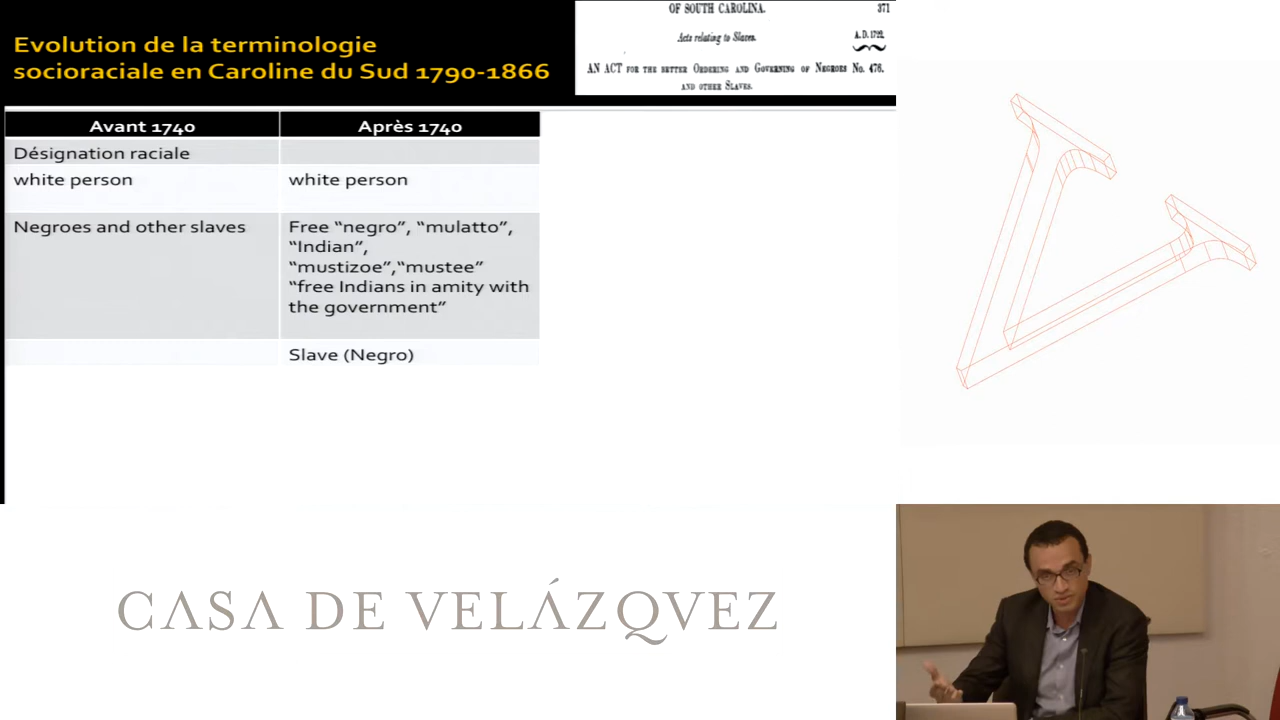 Evolution de la terminologie
socioraciale en Caroline du Sud 1790-1866
OF SOUTH CAROLINA.
371
Acts relating to Slaves.
A.D. 1722.
AN ACT FOR THE BETTER ORDERING AND GOVERNING OF NEGROES
No. 476.
AND OTHER SLAVES.
Avant 1740
Après 1740
Désignation raciale
white person
white person
Negroes and other slaves
Free “negro”, “mulatto”,
“Indian”,
“mustizoe”,“mustee”
“free Indians in amity with
the government”
Slave (Negro)
CASA DE VELÁZQVEZ